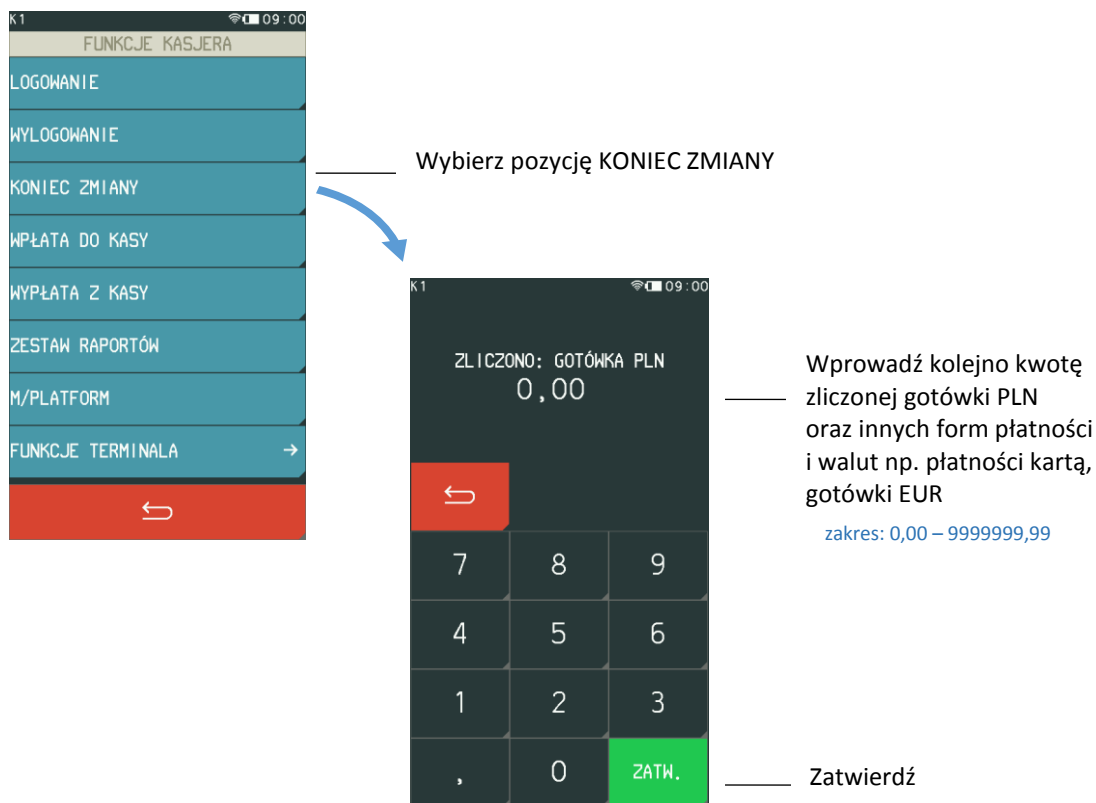 K1 09:00
FUNKCJE KASJERA
LOGOWANIE
WYLOGOWANIE
KONIEC ZMIANY
WPŁATA DO KASY
WYPŁATA Z KASY
ZESTAW RAPORTÓW
M/PLATFORM
FUNKCJE TERMINALA →
Wybierz pozycję KONIEC ZMIANY
K1 09:00
ZLICZONO: GOTÓWKA PLN
0,00
7 8 9
4 5 6
1 2 3
, 0 ZATW.
Wprowadź kolejno kwotę
zliczonej gotówki PLN
oraz innych form płatności
i walut np. płatności kartą,
gotówki EUR
zakres: 0,00 – 9999999,99
Zatwierdź